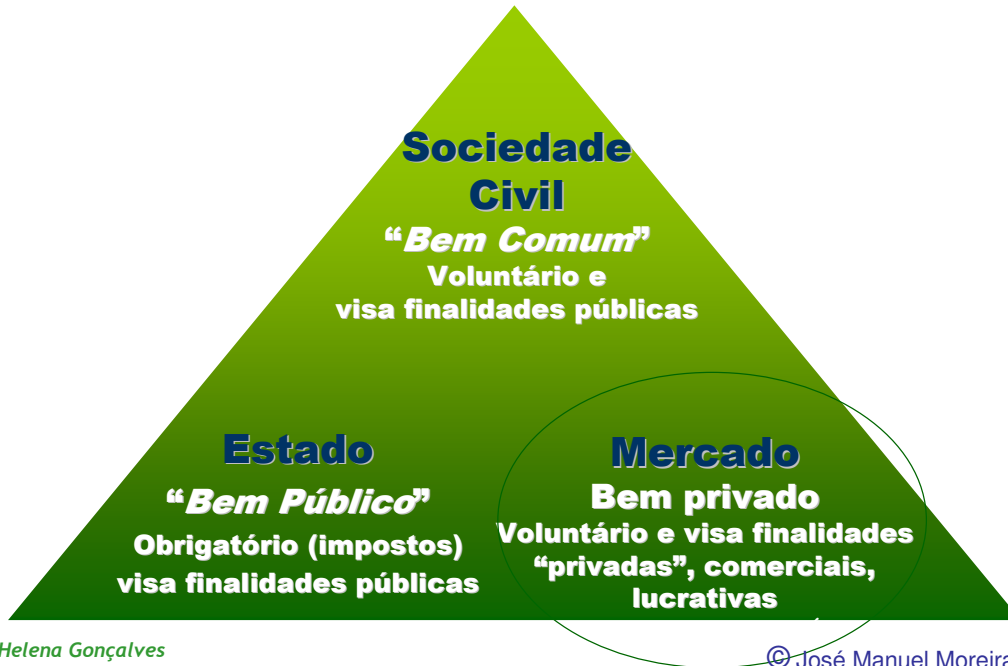 Sociedade
Civil
“Bem Comum”
Voluntário e
visa finalidades públicas
Estado
“Bem Público”
Obrigatório (impostos)
visa finalidades públicas
Mercado
Bem privado
Voluntário e visa finalidades
“privadas”, comerciais,
lucrativas
Helena Gonçalves
© José Manuel Moreira